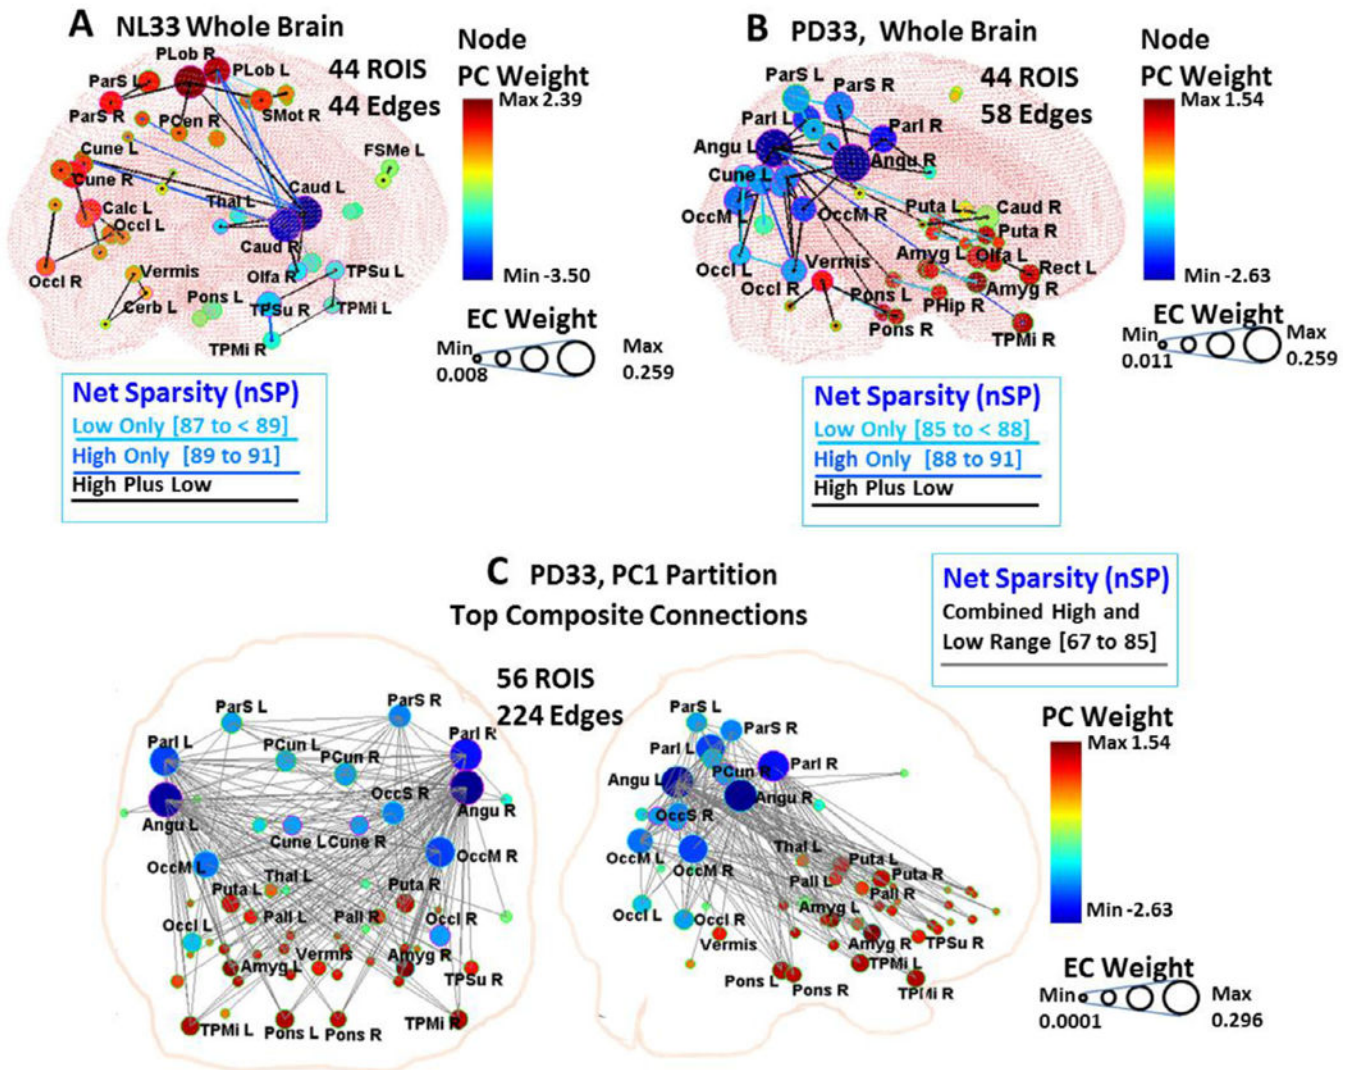 A NL33 Whole Brain
44 ROIS
44 Edges
PLob R
PLob L
ParS L
ParS R
PCen R
SMot R
Cune L
Cune R
FSMe L
Thal L
Caud L
Calc L
Occl L
Caud R
Occl R
Vermis
Olfa R
TPSu L
Cerb L
Pons L
TPSu R
TPMi L
TPMi R
Node
PC Weight
Max 2.39
Min -3.50
EC Weight
Min
0.008
Max
0.259
Net Sparsity (nSP)
Low Only [87 to < 89]
High Only [89 to 91]
High Plus Low
B PD33, Whole Brain
44 ROIS
58 Edges
ParS L
ParS R
Parl L
Parl R
Angu L
Angu R
Cune L
OccM L
OccM R
Puta L
Caud R
Puta R
Occl L
Vermis
Amyg L
Olfa L
Rect L
Occl R
Pons L
PHip R
Amyg R
Pons R
TPMi R
Node
PC Weight
Max 1.54
Min -2.63
EC Weight
Min
0.011
Max
0.259
Net Sparsity (nSP)
Low Only [85 to < 88]
High Only [88 to 91]
High Plus Low
C PD33, PC1 Partition
Top Composite Connections
Net Sparsity (nSP)
Combined High and
Low Range [67 to 85]
56 ROIS
224 Edges
ParS L
ParS R
Parl L
Parl R
PCun L
PCun R
OccS R
Angu L
Angu R
Cune L
Cune R
OccM L
OccM R
Thal L
Puta L
Puta R
Pall L
Pall R
Occl L
Occl R
Vermis
Amyg L
Amyg R
TPSu R
TPMi L
Pons L
Pons R
TPMi R
ParS L
ParS R
Parl L
Parl R
PCun R
Angu L
Angu R
OccS R
OccM L
OccM R
Thal L
Puta L
Puta R
Pall L
Pall R
Occl L
Occl R
Amyg L
Vermis
Amyg R
TPSu R
TPMi L
Pons L
Pons R
TPMi R
PC Weight
Max 1.54
Min -2.63
EC Weight
Min
0.0001
Max
0.296